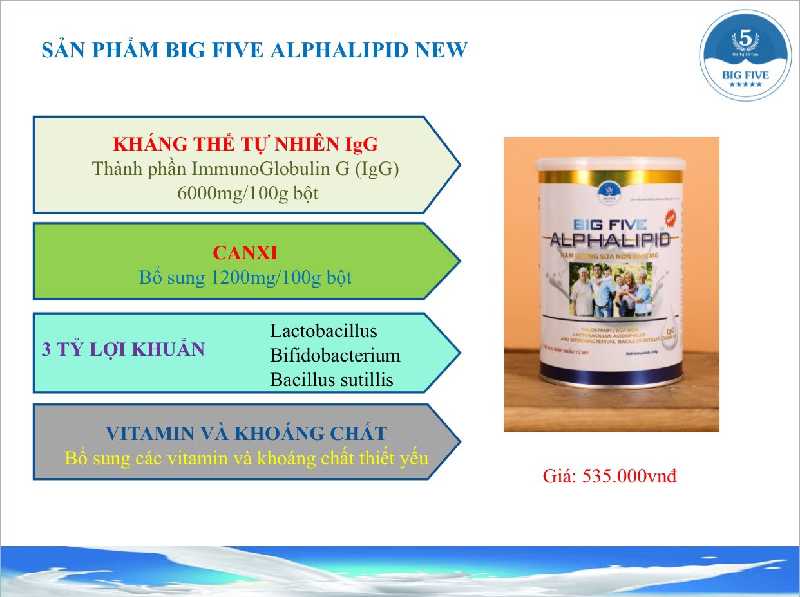 SẢN PHẨM BIG FIVE ALPHALIPID NEW
5
BIG FIVE
KHÁNG THỂ TỰ NHIÊN IgG
Thành phần ImmunoGlobulin G (IgG)
6000mg/100g bột
CANXI
Bổ sung 1200mg/100g bột
3 TỶ LỢI KHUẨN
Lactobacillus
Bifidobacterium
Bacillus sutillis
VITAMIN VÀ KHOÁNG CHẤT
Bổ sung các vitamin và khoáng chất thiết yếu
BIG FIVE
ALPHALIPID
Giá: 535.000vnđ